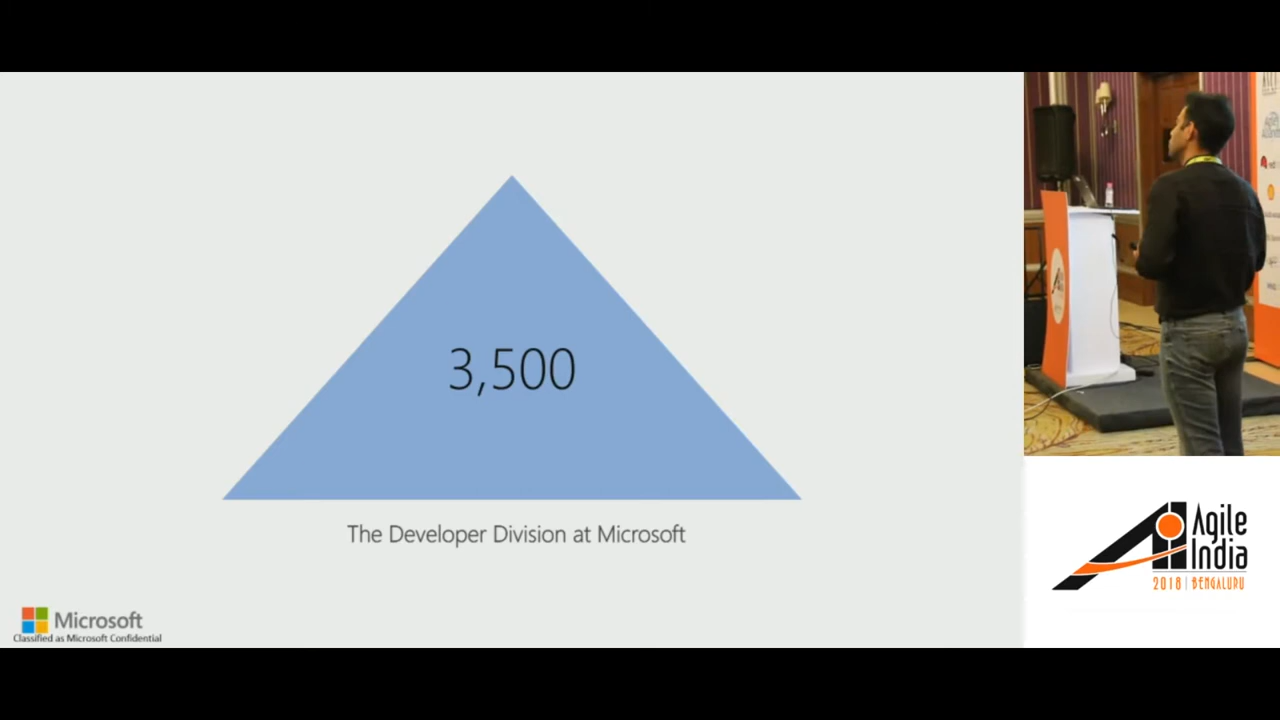 3,500
The Developer Division at Microsoft
Microsoft
Classified as Microsoft Confidential
Agile
India
2018 | BENGALURU